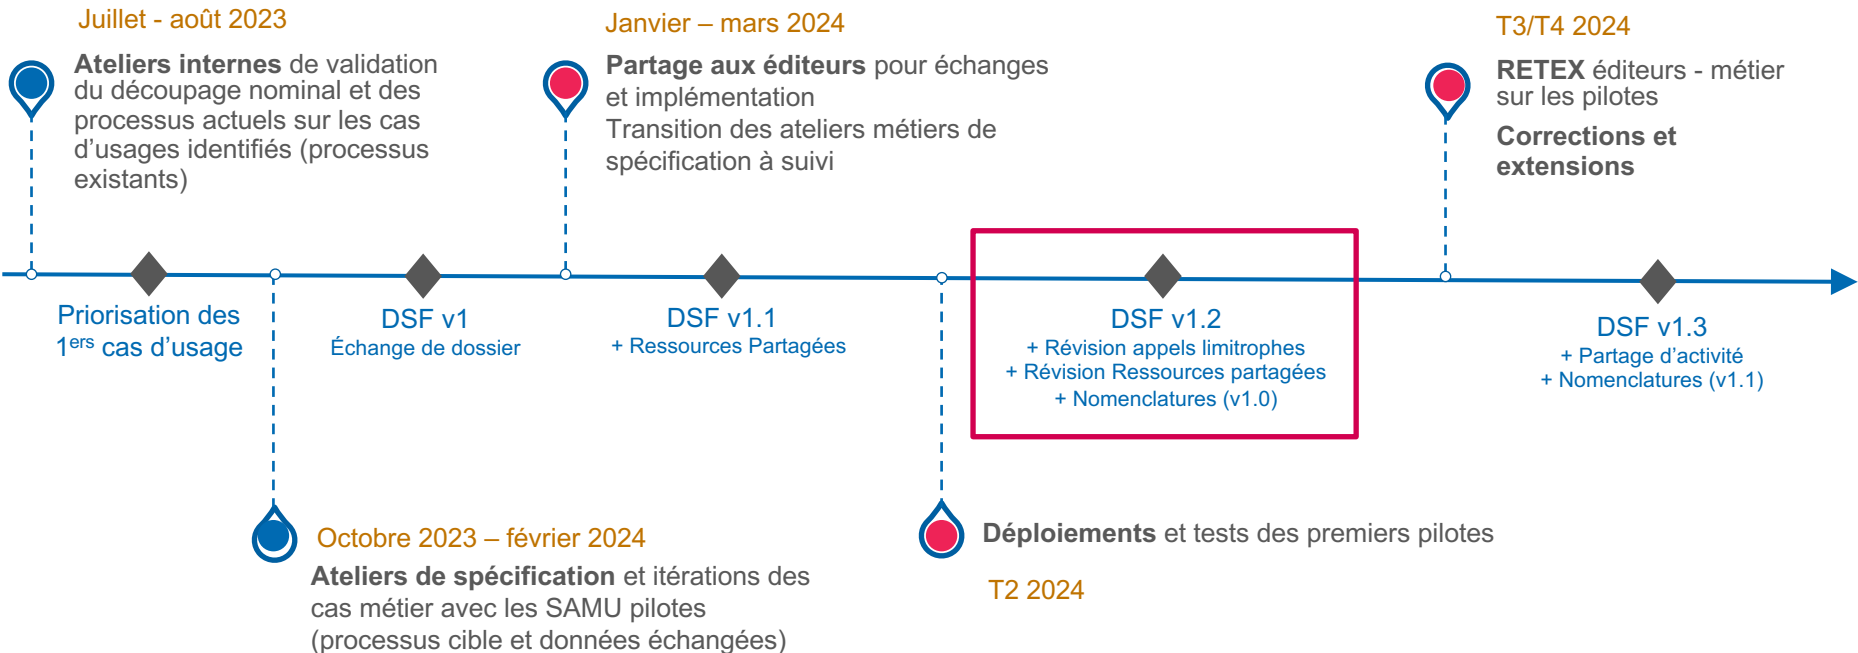 Juillet - août 2023
Ateliers internes de validation
du découpage nominal et des
processus actuels sur les cas
d’usages identifiés (processus
existants)
Janvier – mars 2024
Partage aux éditeurs pour échanges
et implémentation
Transition des ateliers métiers de
spécification à suivi
T3/T4 2024
RETEX éditeurs - métier
sur les pilotes
Corrections et
extensions
Priorisation des
1ers cas d’usage
DSF v1
Échange de dossier
DSF v1.1
+ Ressources Partagées
DSF v1.2
+ Révision appels limitrophes
+ Révision Ressources partagées
+ Nomenclatures (v1.0)
DSF v1.3
+ Partage d’activité
+ Nomenclatures (v1.1)
Octobre 2023 – février 2024
Ateliers de spécification et itérations des
cas métier avec les SAMU pilotes
(processus cible et données échangées)
Déploiements et tests des premiers pilotes
T2 2024